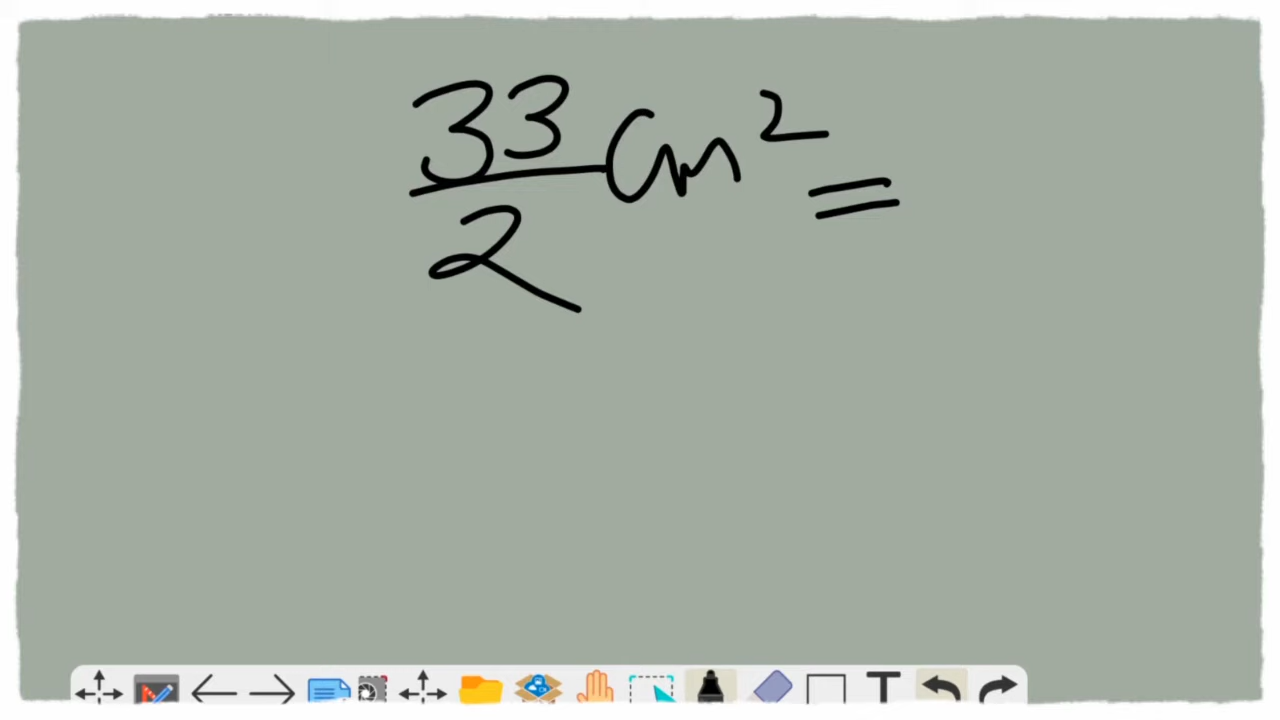 33/2 cm² =